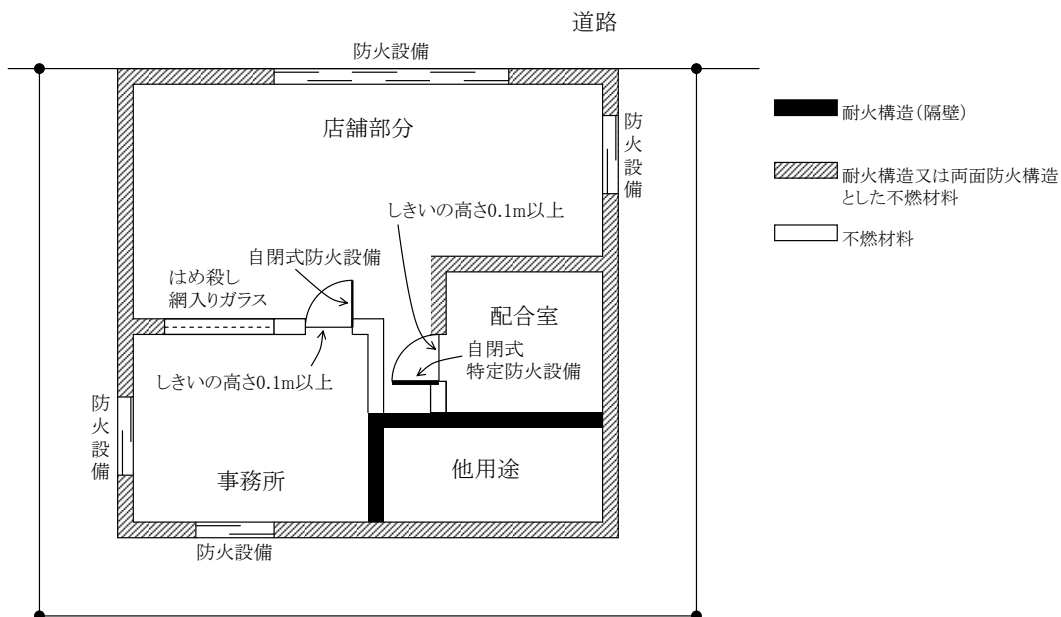 道路
防火設備
店舗部分
防火設備
しきいの高さ0.1m以上
自閉式防火設備
はめ殺し
網入りガラス
配合室
自閉式
特定防火設備
しきいの高さ0.1m以上
防火設備
事務所
他用途
防火設備
耐火構造（隔壁）
耐火構造又は両面防火構造
とした不燃材料
不燃材料